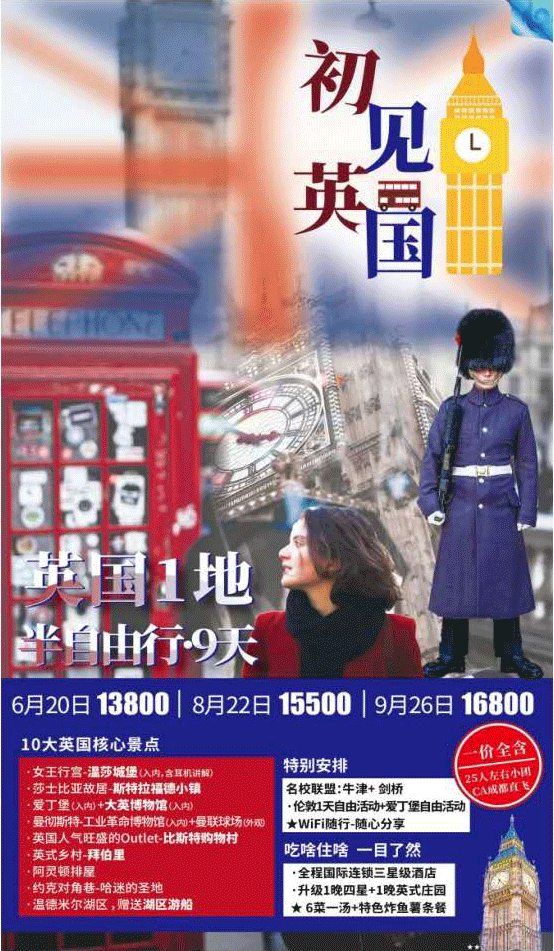 初见
英国
TELEPHONE
英国1地
半自由行·9天
6月20日 13800 | 8月22日 15500 | 9月26日 16800
10大英国核心景点
·女王行宫-温莎城堡(入内,含耳机讲解)
·莎士比亚故居-斯特拉福德小镇
·爱丁堡(入内)+大英博物馆(入内)
·曼彻斯特-工业革命博物馆(入内)+曼联球场(外观)
·英国人气旺盛的Outlet-比斯特购物村
·英式乡村-拜伯里
·阿灵顿排屋
·约克对角巷-哈迷的圣地
·温德米尔湖区,赠送湖区游船
一价全含
25人左右小团
CA成都直飞
特别安排
名校联盟:牛津+ 剑桥
·伦敦1天自由活动+爱丁堡自由活动
★WiFi随行-随心分享
吃啥住啥 一目了然
·全程国际连锁三星级酒店
·升级1晚四星+1晚英式庄园
★ 6菜一汤+特色炸鱼薯条餐